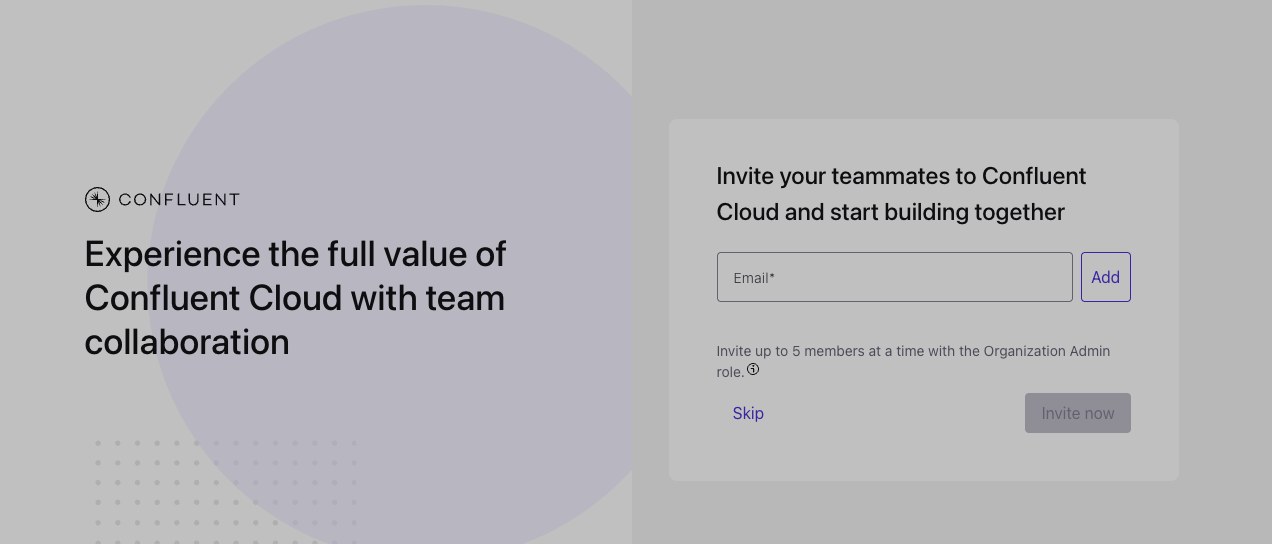 CONFLUENT
Experience the full value of
Confluent Cloud with team
collaboration
Invite your teammates to Confluent
Cloud and start building together
Email*
Add
Invite up to 5 members at a time with the Organization Admin
role.
Skip
Invite now